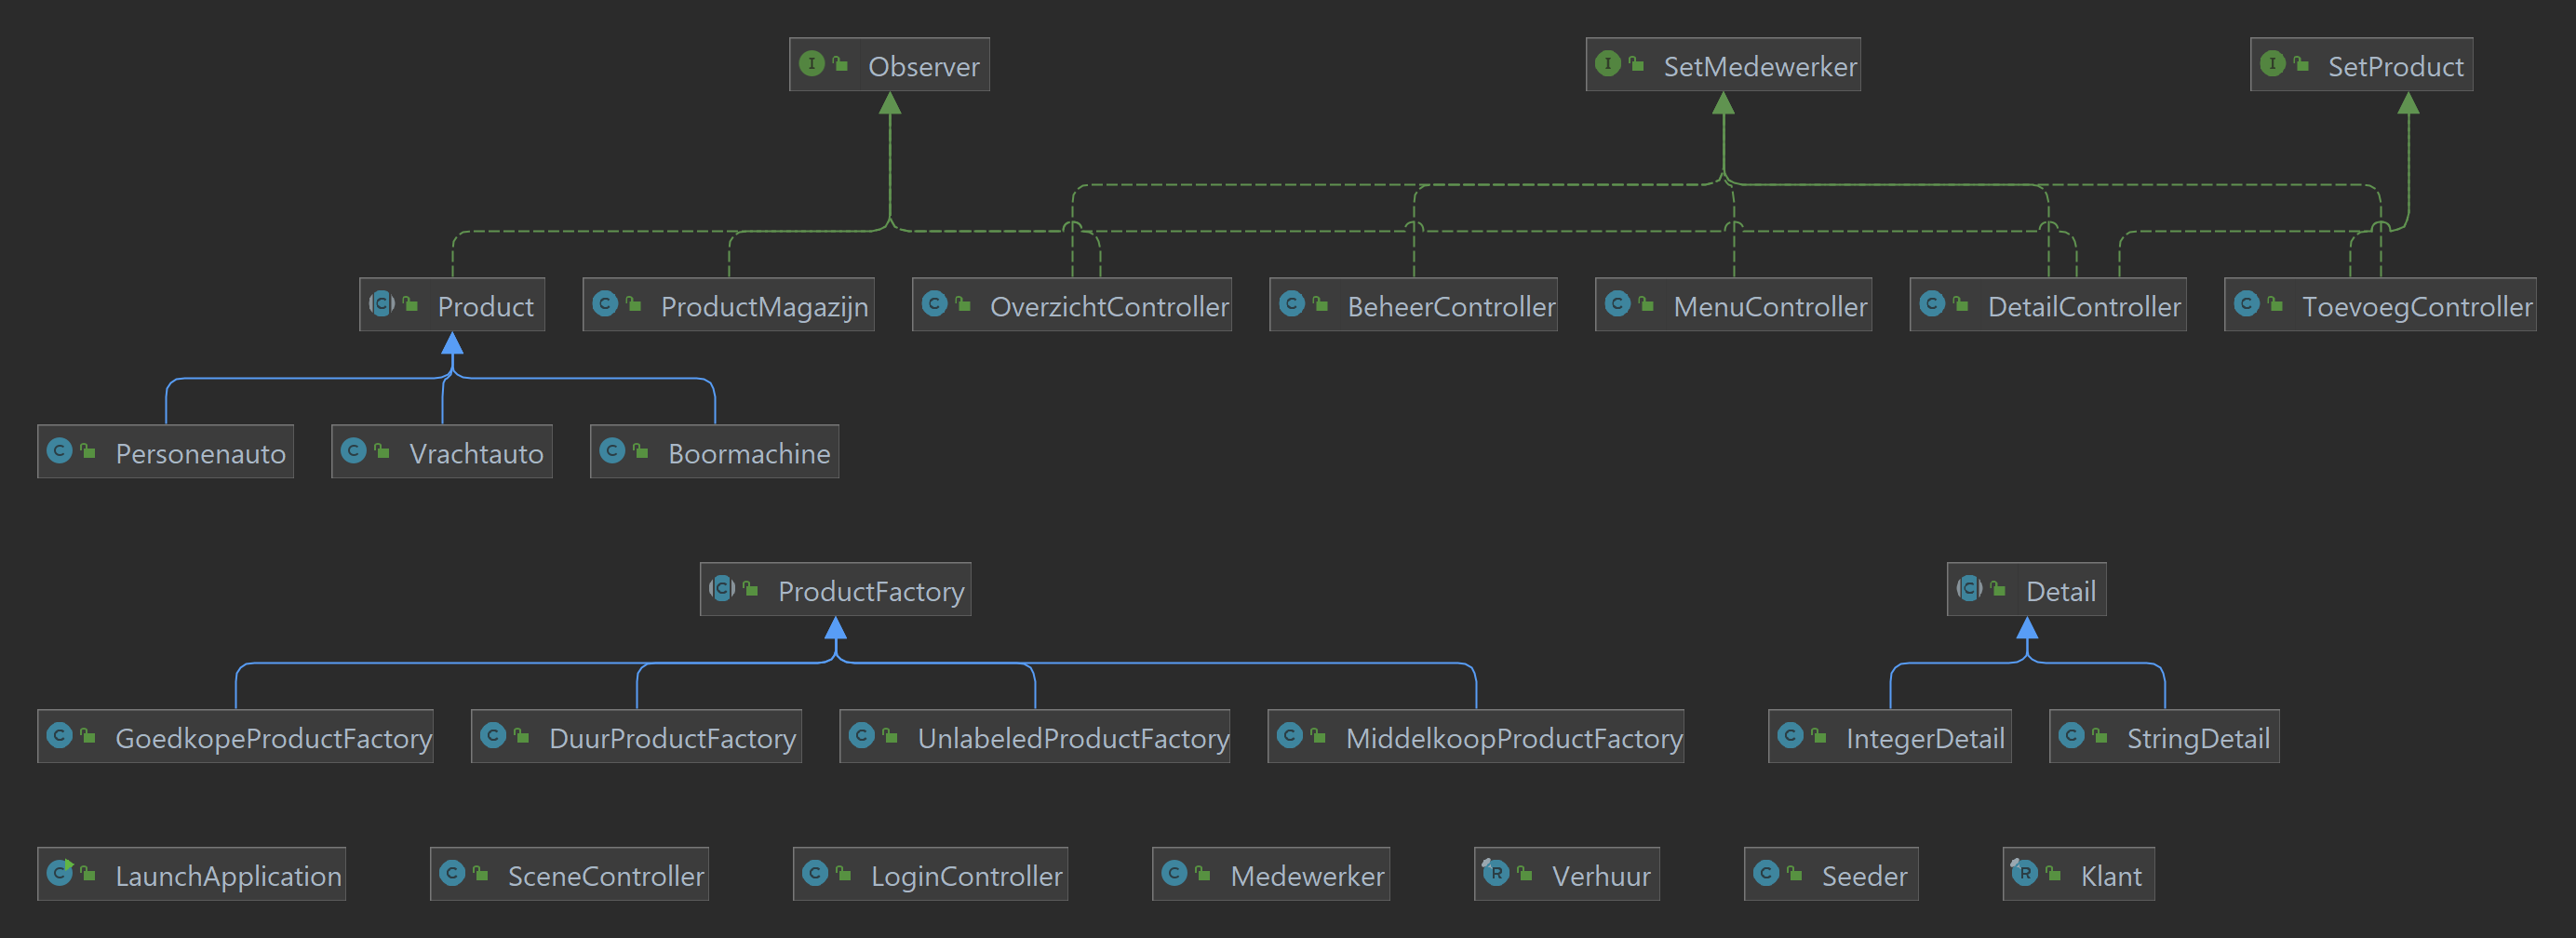 Observer
SetMedewerker
SetProduct
Product
ProductMagazijn
OverzichtController
BeheerController
MenuController
DetailController
ToevoegController
Personenauto
Vrachtauto
Boormachine
ProductFactory
Detail
GoedkopeProductFactory
DuurProductFactory
UnlabeledProductFactory
MiddelkoopProductFactory
IntegerDetail
StringDetail
LaunchApplication
SceneController
LoginController
Medewerker
Verhuur
Seeder
Klant